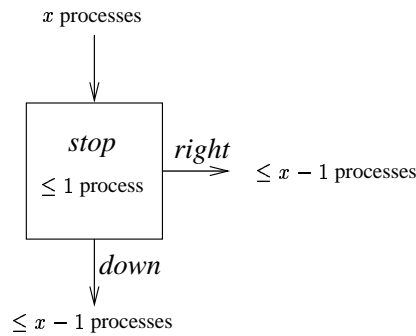 x processes
stop
≤ 1 process
right
≤ x − 1 processes
down
≤ x − 1 processes